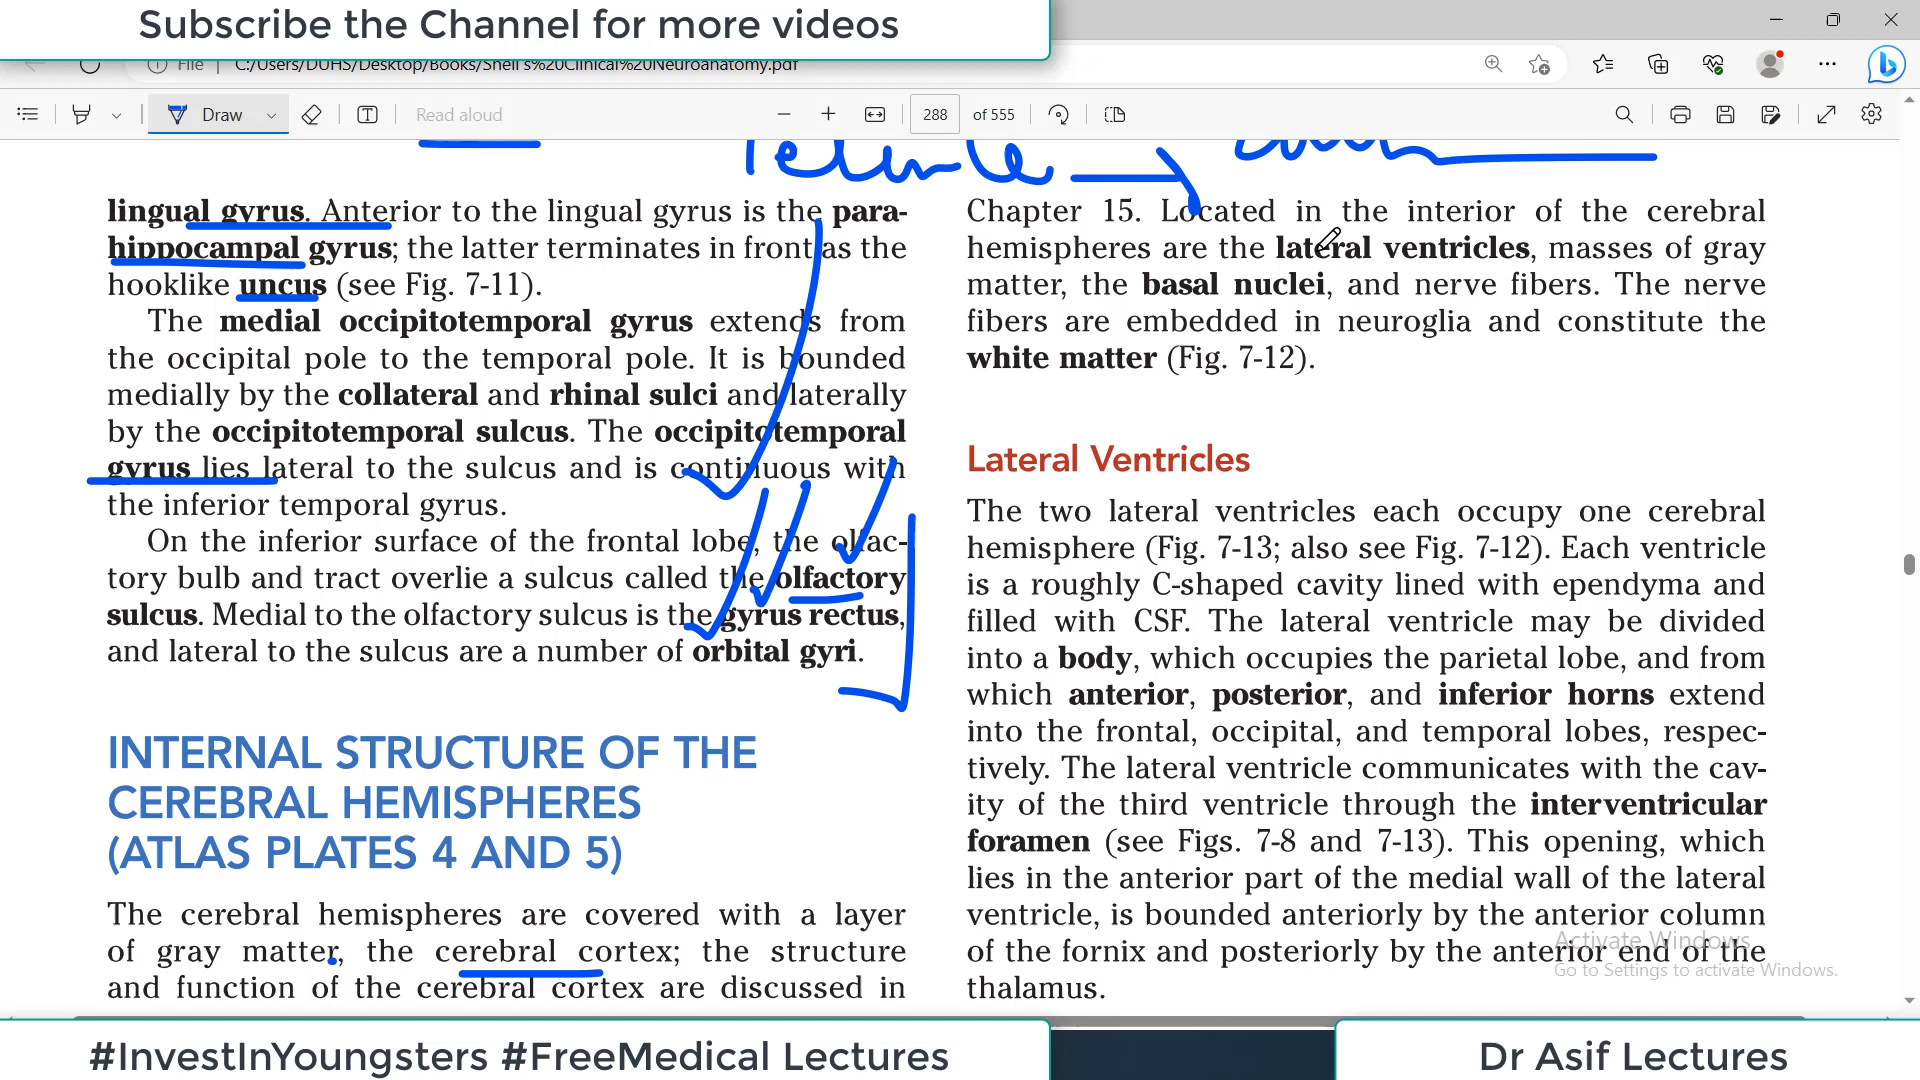 Subscribe the Channel for more videos
File C:/Users/DUHS/Desktop/Books/Snell's%20Clinical%20Neuroanatomy.pdf
Draw
Read aloud
288 of 555
lingual gyrus. Anterior to the lingual gyrus is the para-
hippocampal gyrus; the latter terminates in front as the
hooklike uncus (see Fig. 7-11).
The medial occipitotemporal gyrus extends from
the occipital pole to the temporal pole. It is bounded
medially by the collateral and rhinal sulci and laterally
by the occipitotemporal sulcus. The occipitotemporal
gyrus lies lateral to the sulcus and is continuous with
the inferior temporal gyrus.
On the inferior surface of the frontal lobe, the olfac-
tory bulb and tract overlie a sulcus called the olfactory
sulcus. Medial to the olfactory sulcus is the gyrus rectus,
and lateral to the sulcus are a number of orbital gyri.
INTERNAL STRUCTURE OF THE
CEREBRAL HEMISPHERES
(ATLAS PLATES 4 AND 5)
The cerebral hemispheres are covered with a layer
of gray matter, the cerebral cortex; the structure
and function of the cerebral cortex are discussed in
Chapter 15. Located in the interior of the cerebral
hemispheres are the lateral ventricles, masses of gray
matter, the basal nuclei, and nerve fibers. The nerve
fibers are embedded in neuroglia and constitute the
white matter (Fig. 7-12).
Lateral Ventricles
The two lateral ventricles each occupy one cerebral
hemisphere (Fig. 7-13; also see Fig. 7-12). Each ventricle
is a roughly C-shaped cavity lined with ependyma and
filled with CSF. The lateral ventricle may be divided
into a body, which occupies the parietal lobe, and from
which anterior, posterior, and inferior horns extend
into the frontal, occipital, and temporal lobes, respec-
tively. The lateral ventricle communicates with the cav-
ity of the third ventricle through the interventricular
foramen (see Figs. 7-8 and 7-13). This opening, which
lies in the anterior part of the medial wall of the lateral
ventricle, is bounded anteriorly by the anterior column
of the fornix and posteriorly by the anterior end of the
thalamus.
Activate Windows
Go to Settings to activate Windows.
#InvestInYoungsters #FreeMedical Lectures
Dr Asif Lectures